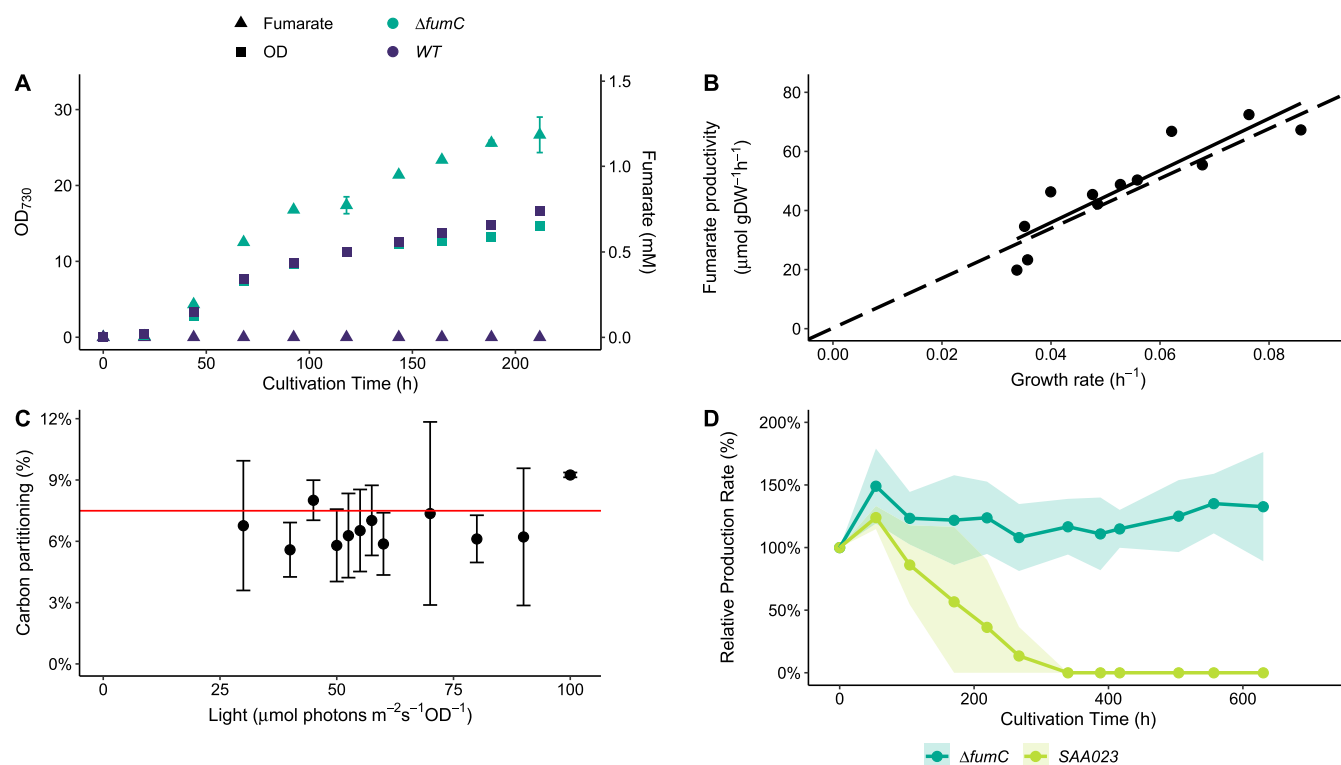 Fumarate
ΔfumC
OD
WT
A
OD730
30
20
10
0
1.5
1.0
0.5
0.0
Fumarate (mM)
0
50
100
150
200
Cultivation Time (h)
B
Fumarate productivity
(μmol gDW−1h−1)
80
60
40
20
0
0.00
0.02
0.04
0.06
0.08
Growth rate (h−1)
C
Carbon partitioning (%)
12%
9%
6%
3%
0%
0
25
50
75
100
Light (μmol photons m−2s−1OD−1)
D
Relative Production Rate (%)
200%
150%
100%
50%
0%
0
200
400
600
Cultivation Time (h)
ΔfumC
SAA023